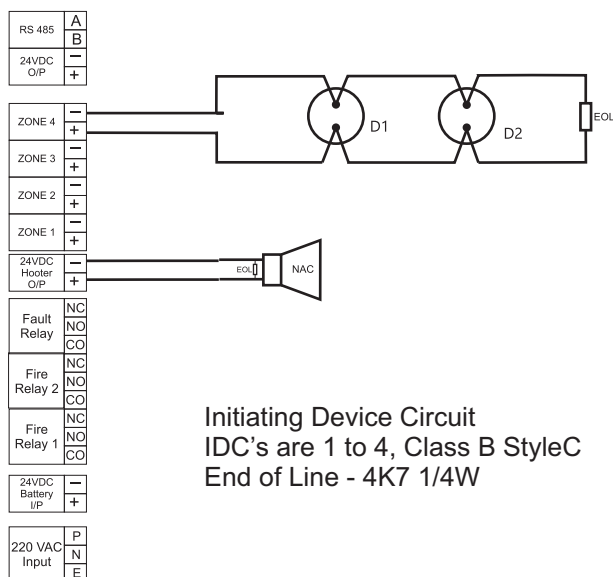 RS 485
A
B
24VDC
O/P
−
+
ZONE 4
−
+
ZONE 3
−
+
ZONE 2
−
+
ZONE 1
−
+
24VDC
Hooter
O/P
−
+
Fault
Relay
NC
NO
CO
Fire
Relay 2
NC
NO
CO
Fire
Relay 1
NC
NO
CO
24VDC
Battery
I/P
−
+
220 VAC
Input
P
N
E
D1
D2
EOL
EOL
NAC
Initiating Device Circuit
IDC's are 1 to 4, Class B StyleC
End of Line - 4K7 1/4W